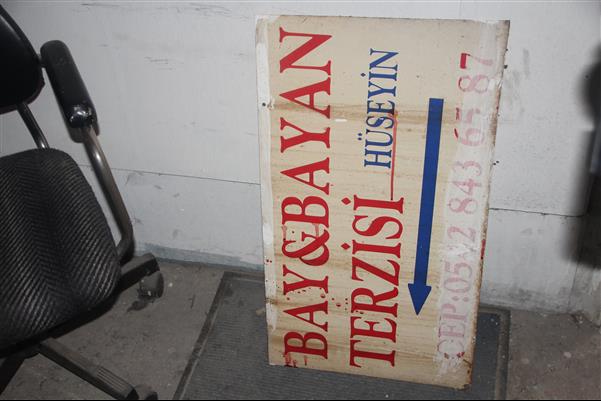 BAY&BAYAN
TERZİSİ HÜSEYİN
CEP:0542 843 65 87